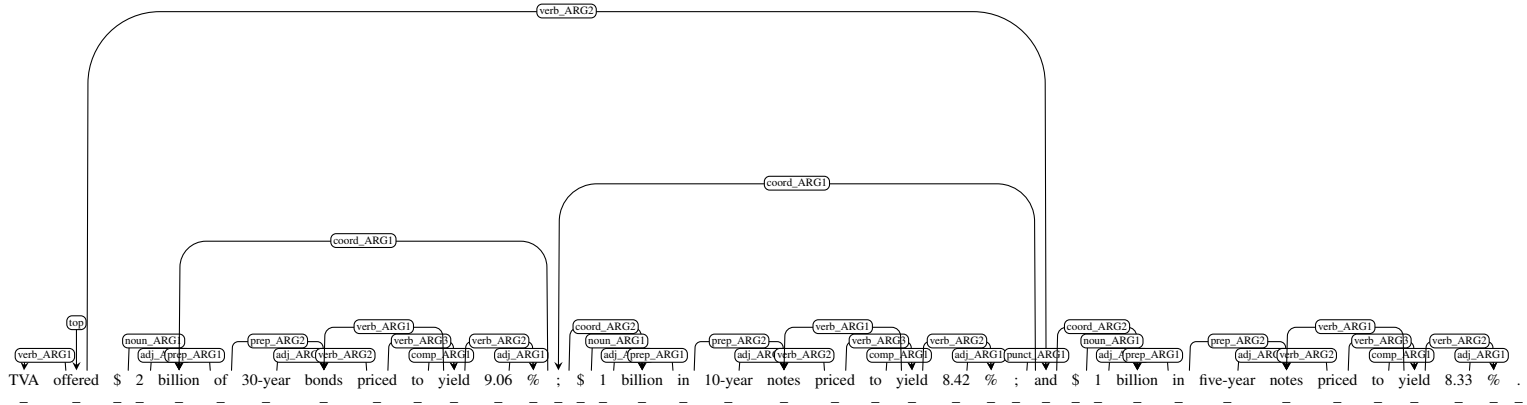 verb_ARG2
coord_ARG1
coord_ARG1
top
verb_ARG1 coord_ARG2 verb_ARG1 coord_ARG2 verb_ARG1
noun_ARG1 prep_ARG2 verb_ARG3 verb_ARG2 noun_ARG1 prep_ARG2 verb_ARG3 verb_ARG2 noun_ARG1 prep_ARG2 verb_ARG3 verb_ARG2
verb_ARG1 prep_ARG1 verb_ARG2 comp_ARG1 adj_ARG1 prep_ARG1 verb_ARG2 comp_ARG1 adj_ARG1 punct_ARG1 prep_ARG1 verb_ARG2 comp_ARG1 adj_ARG1
TVA offered $ 2 billion of 30-year bonds priced to yield 9.06 % ; $ 1 billion in 10-year notes priced to yield 8.42 % ; and $ 1 billion in five-year notes priced to yield 8.33 % .
_ _ _ _ _ _ _ _ _ _ _ _ _ _ _ _ _ _ _ _ _ _ _ _ _ _ _ _ _ _ _ _ _ _ _ _ _ _ _